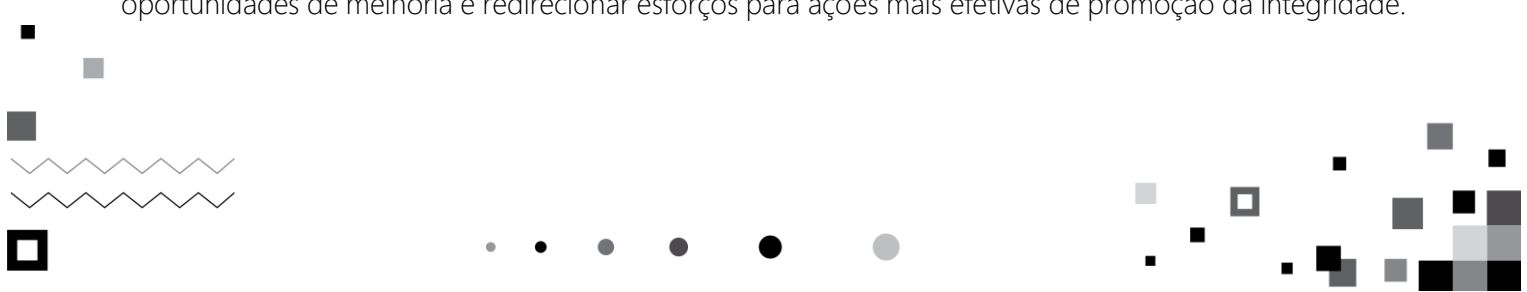 oportunidades de melhoria e redirecionar esforços para ações mais efetivas de promoção da integridade.